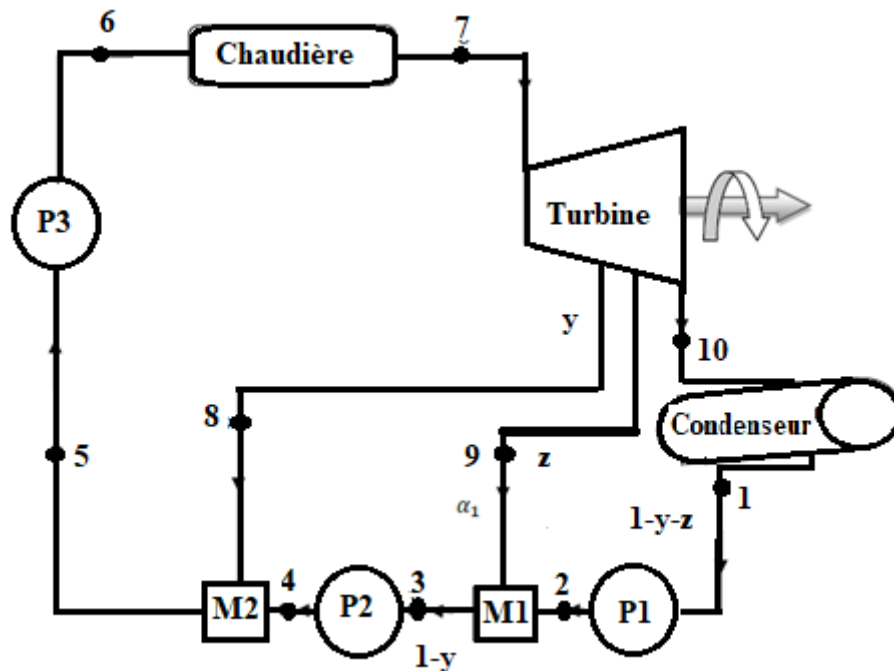 6
Chaudière
7
P3
Turbine
y
10
8
Condenseur
5
9
z
1
α₁
1-y-z
M2
4
P2
3
M1
2
P1
1-y